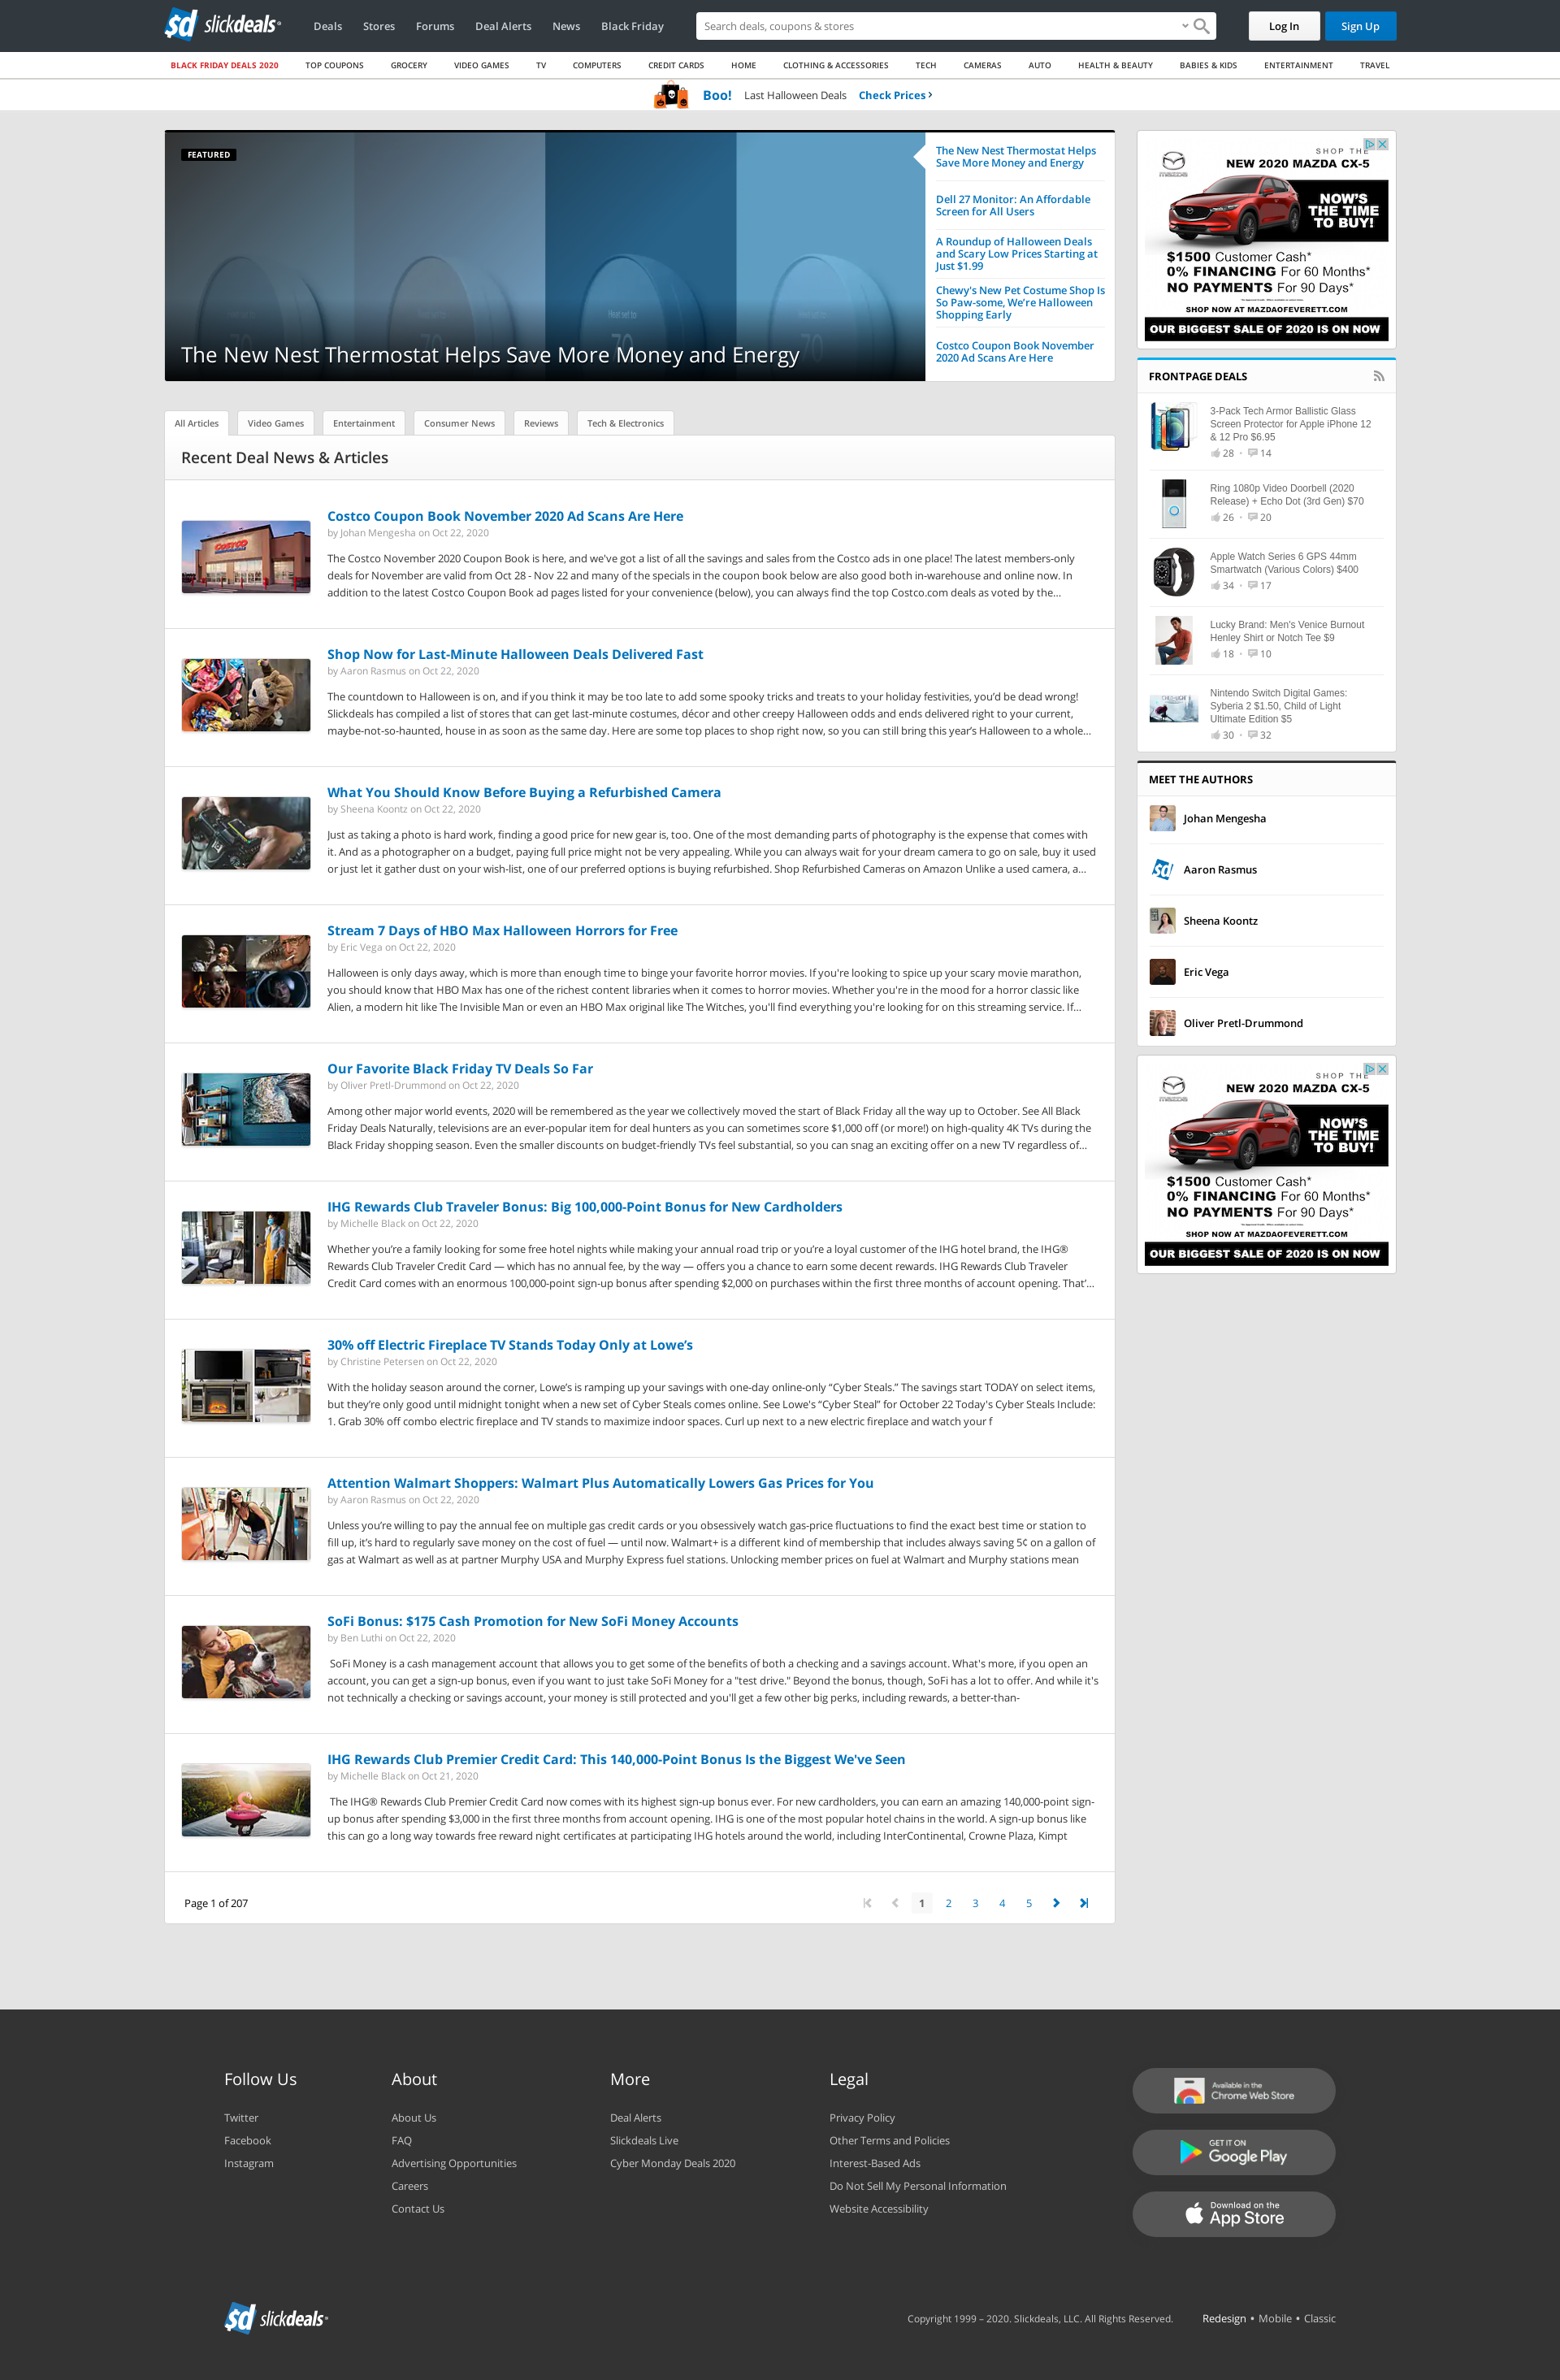 sd slickdeals
Deals Stores Forums Deal Alerts News Black Friday
Search deals, coupons & stores
Log In
Sign Up
BLACK FRIDAY DEALS 2020 TOP COUPONS GROCERY VIDEO GAMES TV COMPUTERS CREDIT CARDS HOME CLOTHING & ACCESSORIES TECH CAMERAS AUTO HEALTH & BEAUTY BABIES & KIDS ENTERTAINMENT TRAVEL
Boo! Last Halloween Deals Check Prices ›
FEATURED
The New Nest Thermostat Helps Save More Money and Energy
The New Nest Thermostat Helps
Save More Money and Energy
Dell 27 Monitor: An Affordable
Screen for All Users
A Roundup of Halloween Deals
and Scary Low Prices Starting at
Just $1.99
Chewy's New Pet Costume Shop Is
So Paw-some, We’re Halloween
Shopping Early
Costco Coupon Book November
2020 Ad Scans Are Here
All Articles
Video Games
Entertainment
Consumer News
Reviews
Tech & Electronics
Recent Deal News & Articles
Costco Coupon Book November 2020 Ad Scans Are Here
by Johan Mengesha on Oct 22, 2020
The Costco November 2020 Coupon Book is here, and we've got a list of all the savings and sales from the Costco ads in one place! The latest members-only
deals for November are valid from Oct 28 - Nov 22 and many of the specials in the coupon book below are also good both in-warehouse and online now. In
addition to the latest Costco Coupon Book ad pages listed for your convenience (below), you can always find the top Costco.com deals as voted by the...
Shop Now for Last-Minute Halloween Deals Delivered Fast
by Aaron Rasmus on Oct 22, 2020
The countdown to Halloween is on, and if you think it may be too late to add some spooky tricks and treats to your holiday festivities, you’d be dead wrong!
Slickdeals has compiled a list of stores that can get last-minute costumes, décor and other creepy Halloween odds and ends delivered right to your current,
maybe-not-so-haunted, house in as soon as the same day. Here are some top places to shop right now, so you can still bring this year’s Halloween to a whole...
What You Should Know Before Buying a Refurbished Camera
by Sheena Koontz on Oct 22, 2020
Just as taking a photo is hard work, finding a good price for new gear is, too. One of the most demanding parts of photography is the expense that comes with
it. And as a photographer on a budget, paying full price might not be very appealing. While you can always wait for your dream camera to go on sale, buy it used
or just let it gather dust on your wish-list, one of our preferred options is buying refurbished. Shop Refurbished Cameras on Amazon Unlike a used camera, a...
Stream 7 Days of HBO Max Halloween Horrors for Free
by Eric Vega on Oct 22, 2020
Halloween is only days away, which is more than enough time to binge your favorite horror movies. If you're looking to spice up your scary movie marathon,
you should know that HBO Max has one of the richest content libraries when it comes to horror movies. Whether you're in the mood for a horror classic like
Alien, a modern hit like The Invisible Man or even an HBO Max original like The Witches, you'll find everything you're looking for on this streaming service. If...
Our Favorite Black Friday TV Deals So Far
by Oliver Pretl-Drummond on Oct 22, 2020
Among other major world events, 2020 will be remembered as the year we collectively moved the start of Black Friday all the way up to October. See All Black
Friday Deals Naturally, televisions are an ever-popular item for deal hunters as you can sometimes score $1,000 off (or more!) on high-quality 4K TVs during the
Black Friday shopping season. Even the smaller discounts on budget-friendly TVs feel substantial, so you can snag an exciting offer on a new TV regardless of...
IHG Rewards Club Traveler Bonus: Big 100,000-Point Bonus for New Cardholders
by Michelle Black on Oct 22, 2020
Whether you’re a family looking for some free hotel nights while making your annual road trip or you’re a loyal customer of the IHG hotel brand, the IHG®
Rewards Club Traveler Credit Card — which has no annual fee, by the way — offers you a chance to earn some decent rewards. IHG Rewards Club Traveler
Credit Card comes with an enormous 100,000-point sign-up bonus after spending $2,000 on purchases within the first three months of account opening. That’...
30% off Electric Fireplace TV Stands Today Only at Lowe’s
by Christine Petersen on Oct 22, 2020
With the holiday season around the corner, Lowe’s is ramping up your savings with one-day online-only “Cyber Steals.” The savings start TODAY on select items,
but they’re only good until midnight tonight when a new set of Cyber Steals comes online. See Lowe's “Cyber Steal” for October 22 Today's Cyber Steals Include:
1. Grab 30% off combo electric fireplace and TV stands to maximize indoor spaces. Curl up next to a new electric fireplace and watch your f
Attention Walmart Shoppers: Walmart Plus Automatically Lowers Gas Prices for You
by Aaron Rasmus on Oct 22, 2020
Unless you’re willing to pay the annual fee on multiple gas credit cards or you obsessively watch gas-price fluctuations to find the exact best time or station to
fill up, it’s hard to regularly save money on the cost of fuel — until now. Walmart+ is a different kind of membership that includes always saving 5¢ on a gallon of
gas at Walmart as well as at partner Murphy USA and Murphy Express fuel stations. Unlocking member prices on fuel at Walmart and Murphy stations mean
SoFi Bonus: $175 Cash Promotion for New SoFi Money Accounts
by Ben Luthi on Oct 22, 2020
SoFi Money is a cash management account that allows you to get some of the benefits of both a checking and a savings account. What's more, if you open an
account, you can get a sign-up bonus, even if you want to just take SoFi Money for a "test drive." Beyond the bonus, though, SoFi has a lot to offer. And while it's
not technically a checking or savings account, your money is still protected and you'll get a few other big perks, including rewards, a better-than-
IHG Rewards Club Premier Credit Card: This 140,000-Point Bonus Is the Biggest We've Seen
by Michelle Black on Oct 21, 2020
The IHG® Rewards Club Premier Credit Card now comes with its highest sign-up bonus ever. For new cardholders, you can earn an amazing 140,000-point sign-
up bonus after spending $3,000 in the first three months from account opening. IHG is one of the most popular hotel chains in the world. A sign-up bonus like
this can go a long way towards free reward night certificates at participating IHG hotels around the world, including InterContinental, Crowne Plaza, Kimpt
Page 1 of 207
1 2 3 4 5
SHOP THE
NEW 2020 MAZDA CX-5
mazda
NOW'S
THE TIME
TO BUY!
$1500 Customer Cash*
0% FINANCING For 60 Months*
NO PAYMENTS For 90 Days*
SHOP NOW AT MAZDAOFEVERETT.COM
OUR BIGGEST SALE OF 2020 IS ON NOW
FRONTPAGE DEALS
3-Pack Tech Armor Ballistic Glass
Screen Protector for Apple iPhone 12
& 12 Pro $6.95
28 • 14
Ring 1080p Video Doorbell (2020
Release) + Echo Dot (3rd Gen) $70
26 • 20
Apple Watch Series 6 GPS 44mm
Smartwatch (Various Colors) $400
34 • 17
Lucky Brand: Men's Venice Burnout
Henley Shirt or Notch Tee $9
18 • 10
Nintendo Switch Digital Games:
Syberia 2 $1.50, Child of Light
Ultimate Edition $5
30 • 32
MEET THE AUTHORS
Johan Mengesha
Aaron Rasmus
Sheena Koontz
Eric Vega
Oliver Pretl-Drummond
SHOP THE
NEW 2020 MAZDA CX-5
mazda
NOW'S
THE TIME
TO BUY!
$1500 Customer Cash*
0% FINANCING For 60 Months*
NO PAYMENTS For 90 Days*
SHOP NOW AT MAZDAOFEVERETT.COM
OUR BIGGEST SALE OF 2020 IS ON NOW
Follow Us
Twitter
Facebook
Instagram
About
About Us
FAQ
Advertising Opportunities
Careers
Contact Us
More
Deal Alerts
Slickdeals Live
Cyber Monday Deals 2020
Legal
Privacy Policy
Other Terms and Policies
Interest-Based Ads
Do Not Sell My Personal Information
Website Accessibility
Available in the
Chrome Web Store
GET IT ON
Google Play
Download on the
App Store
sd slickdeals
Copyright 1999 – 2020. Slickdeals, LLC. All Rights Reserved.
Redesign • Mobile • Classic